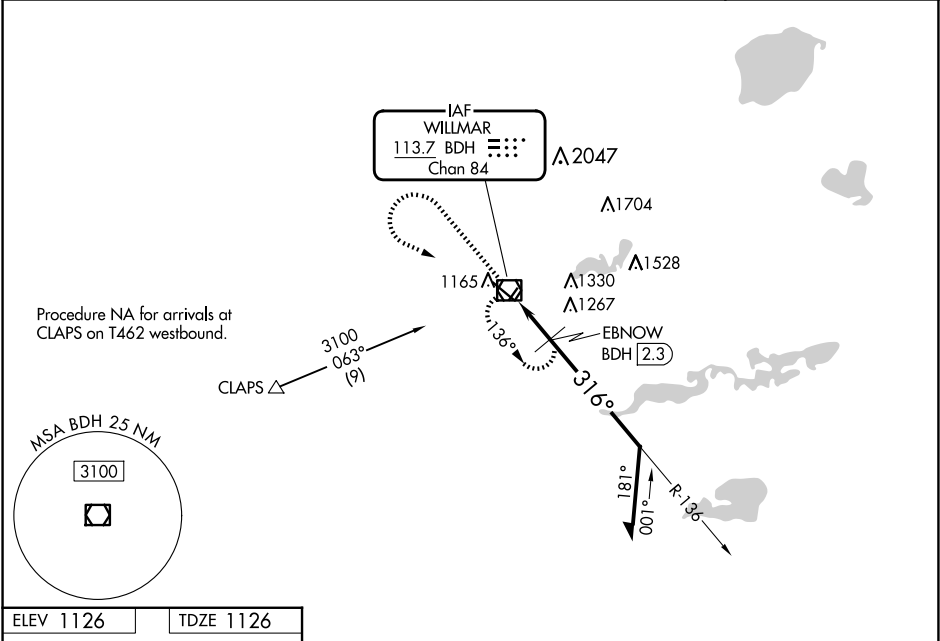 IAF
WILLMAR
113.7 BDH
Chan 84
2047
1704
1528
1165
1330
1267
Procedure NA for arrivals at
CLAPS on T462 westbound.
3100
063°
(9)
CLAPS
136°
EBNOW
BDH 2.3
316°
MSA BDH 25 NM
3100
181°
001°
R-136
ELEV 1126
TDZE 1126